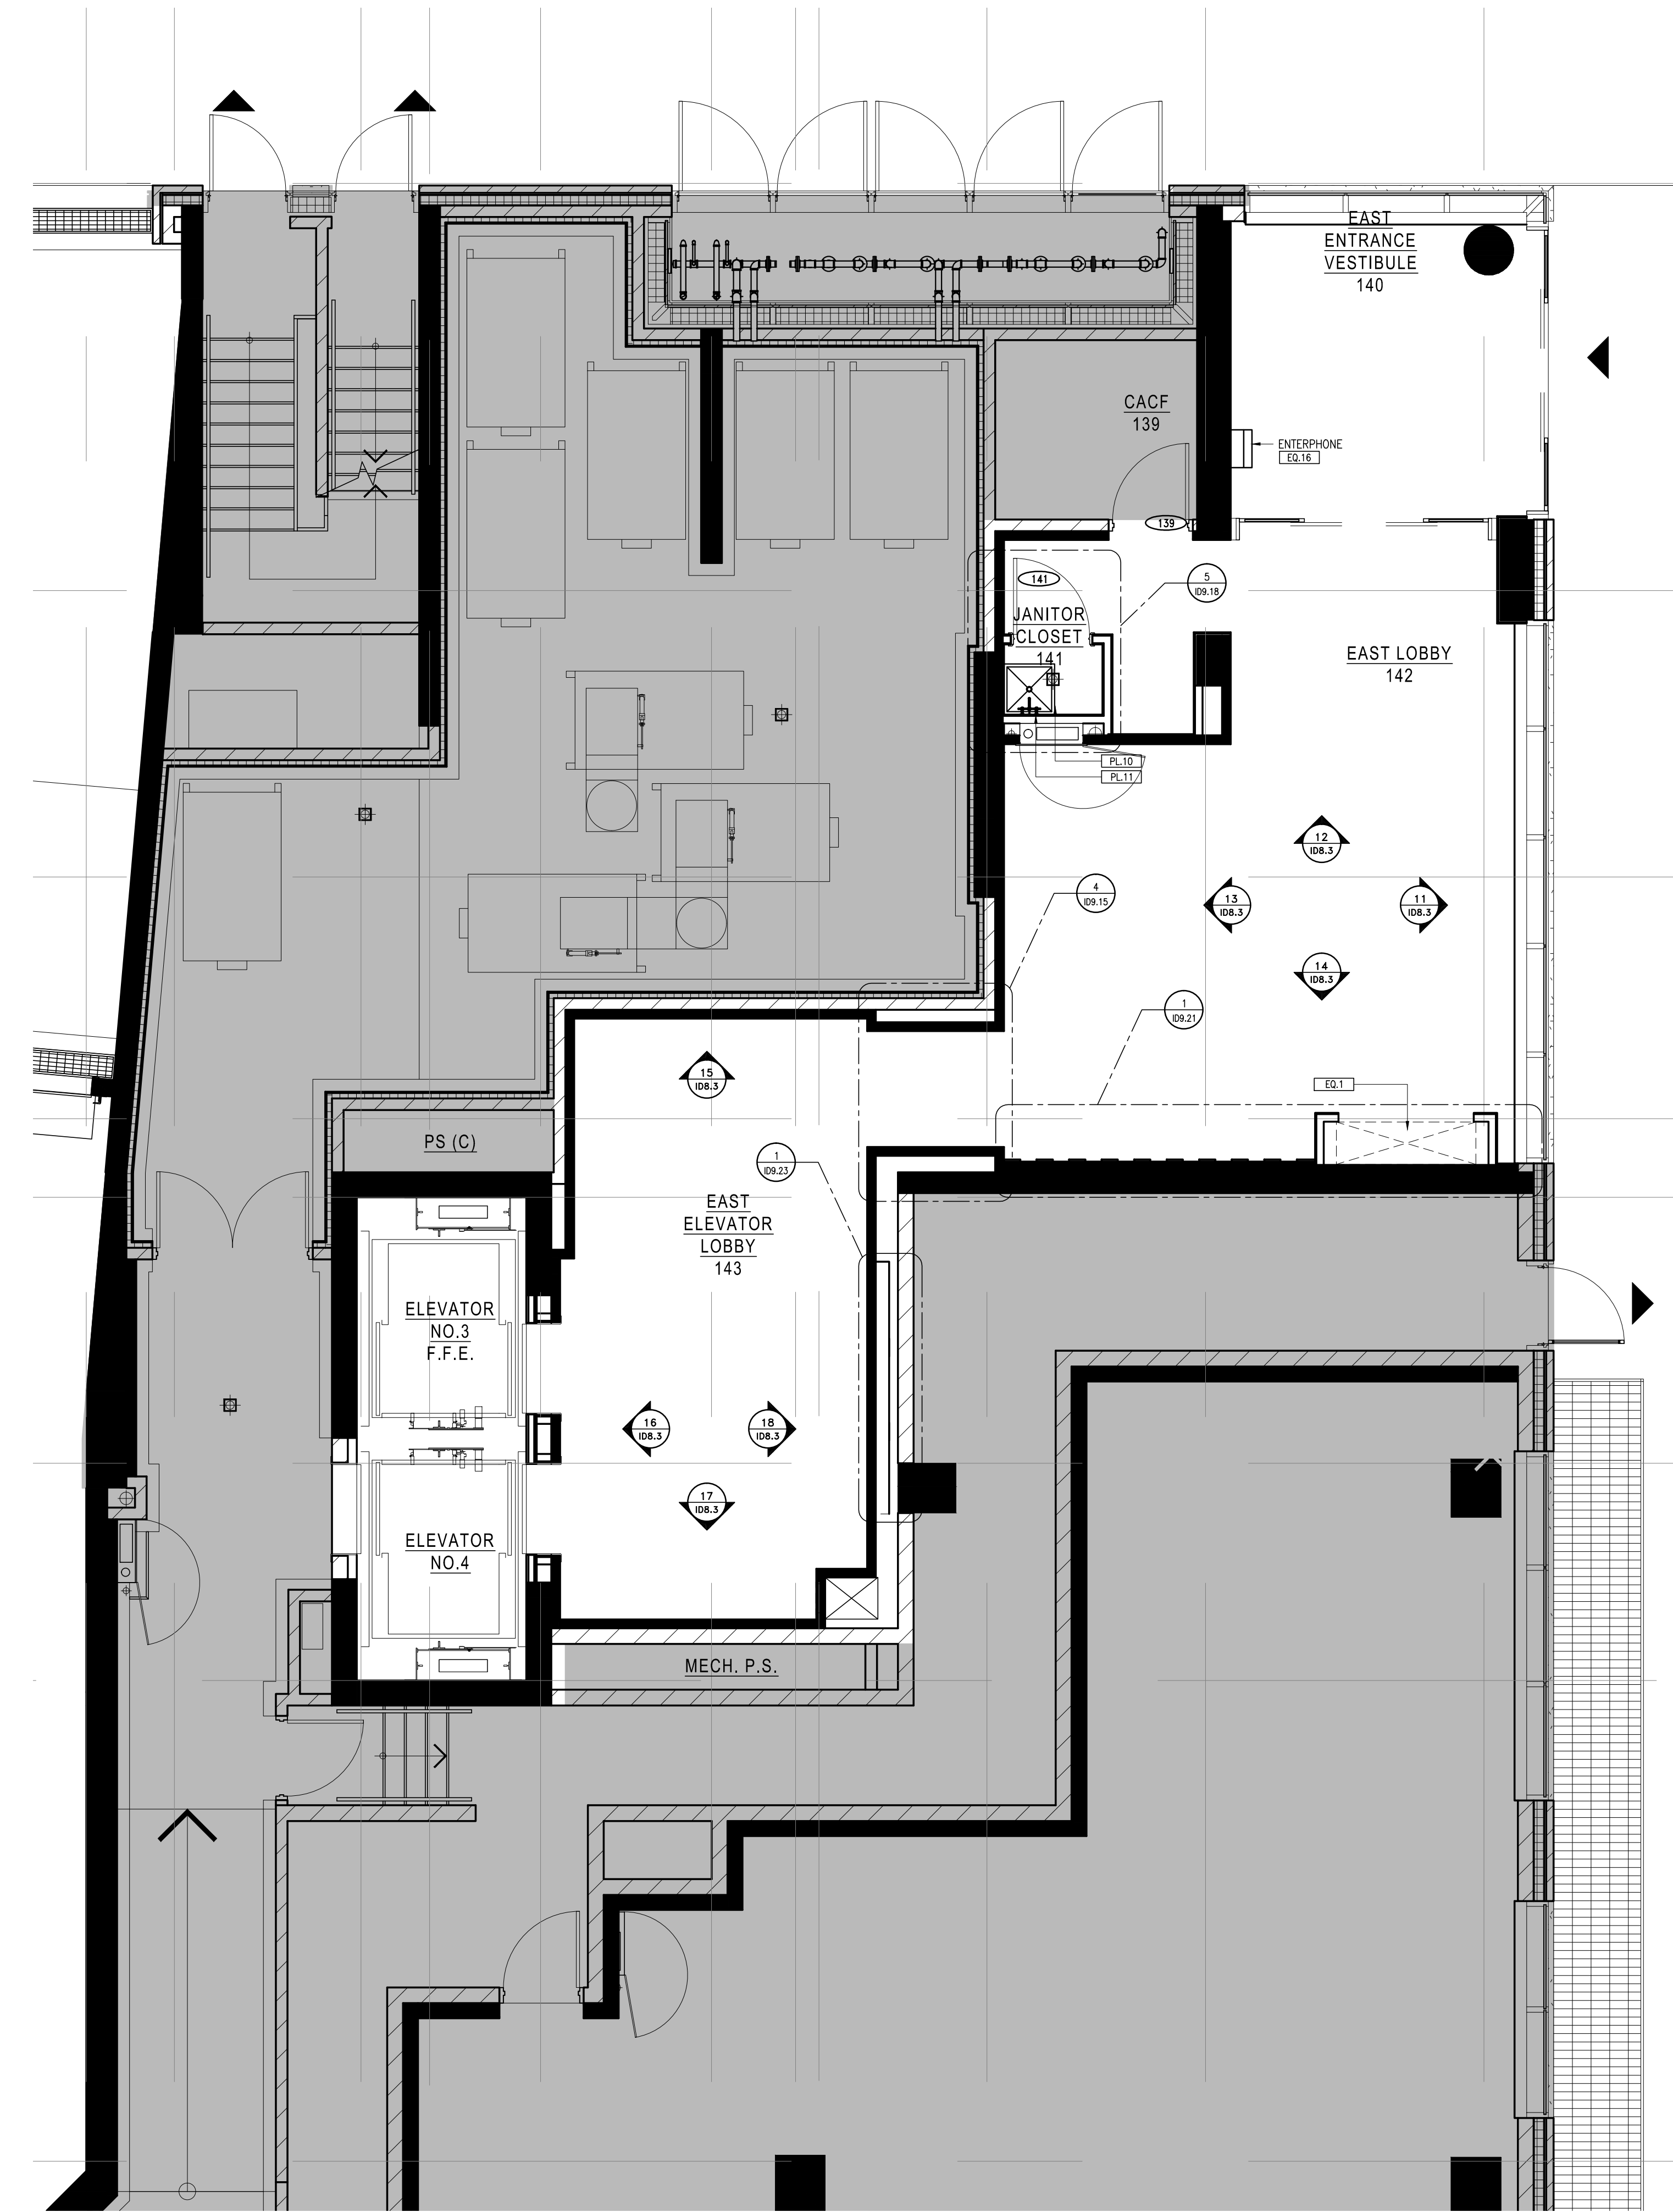 EAST
ENTRANCE
VESTIBULE
140
CACF
139
ENTERPHONE
EQ.16
139
141
5
ID9.18
JANITOR
CLOSET
141
EAST LOBBY
142
PL.10
PL.11
12
ID8.3
4
ID9.15
13
ID8.3
11
ID8.3
14
ID8.3
1
ID9.21
15
ID8.3
EQ.1
PS (C)
1
ID9.23
EAST
ELEVATOR
LOBBY
143
ELEVATOR
NO.3
F.F.E.
16
ID8.3
18
ID8.3
17
ID8.3
ELEVATOR
NO.4
MECH. P.S.